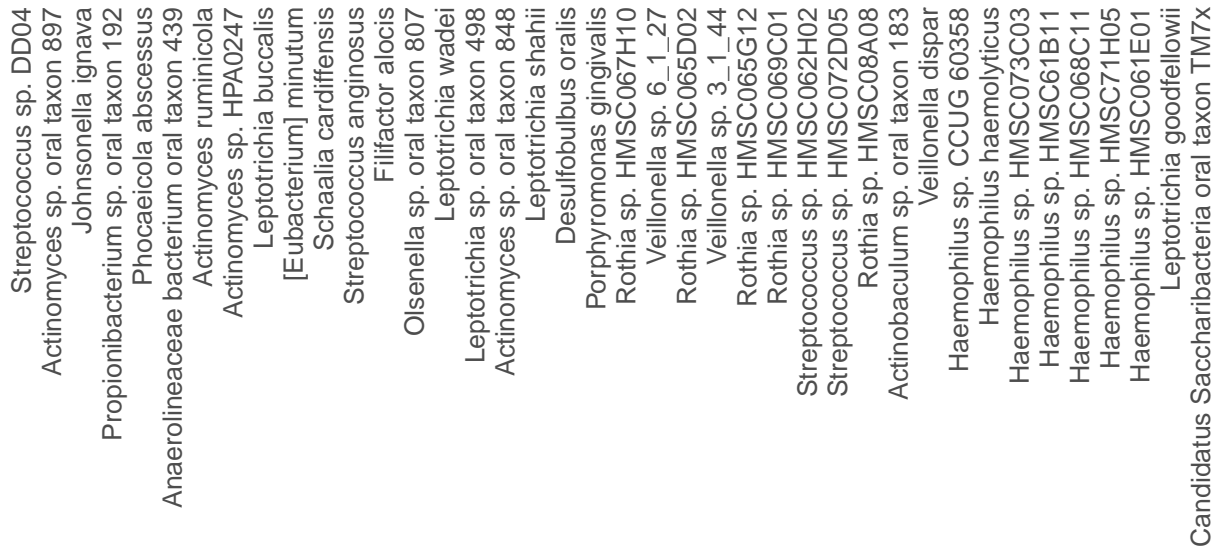 Streptococcus sp. DD04
Actinomyces sp. oral taxon 897
Johnsonella ignava
Propionibacterium sp. oral taxon 192
Phocaeicola abscessus
Anaerolineaceae bacterium oral taxon 439
Actinomyces ruminicola
Actinomyces sp. HPA0247
Leptotrichia buccalis
[Eubacterium] minutum
Schaalia cardiffensis
Streptococcus anginosus
Filifactor alocis
Olsenella sp. oral taxon 807
Leptotrichia wadei
Leptotrichia sp. oral taxon 498
Actinomyces sp. oral taxon 848
Leptotrichia shahii
Desulfobulbus oralis
Porphyromonas gingivalis
Rothia sp. HMSC067H10
Veillonella sp. 6_1_27
Rothia sp. HMSC065D02
Veillonella sp. 3_1_44
Rothia sp. HMSC065G12
Rothia sp. HMSC069C01
Streptococcus sp. HMSC062H02
Streptococcus sp. HMSC072D05
Rothia sp. HMSC08A08
Actinobaculum sp. oral taxon 183
Veillonella dispar
Haemophilus sp. CCUG 60358
Haemophilus haemolyticus
Haemophilus sp. HMSC073C03
Haemophilus sp. HMSC61B11
Haemophilus sp. HMSC068C11
Haemophilus sp. HMSC71H05
Haemophilus sp. HMSC061E01
Leptotrichia goodfellowii
Candidatus Saccharibacteria oral taxon TM7x